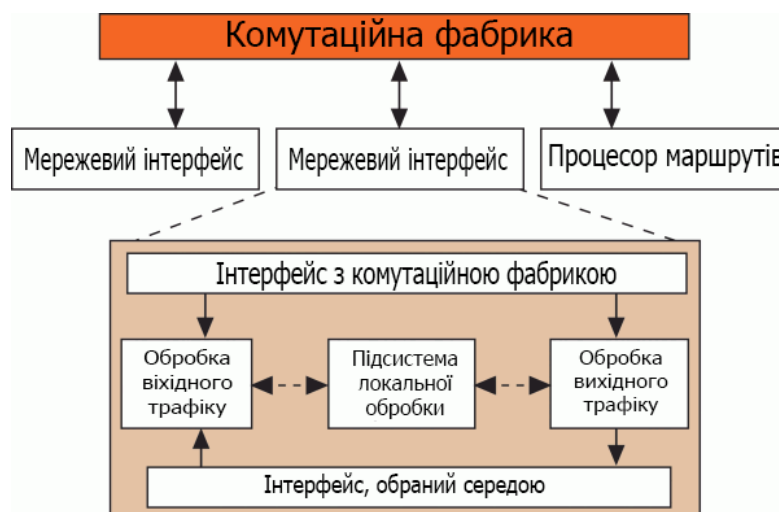 Комутаційна фабрика
Мережевий інтерфейс
Мережевий інтерфейс
Процесор маршрутів
Інтерфейс з комутаційною фабрикою
Обробка
віхідного
трафіку
Підсистема
локальної
обробки
Обробка
вихідного
трафіку
Інтерфейс, обраний середою